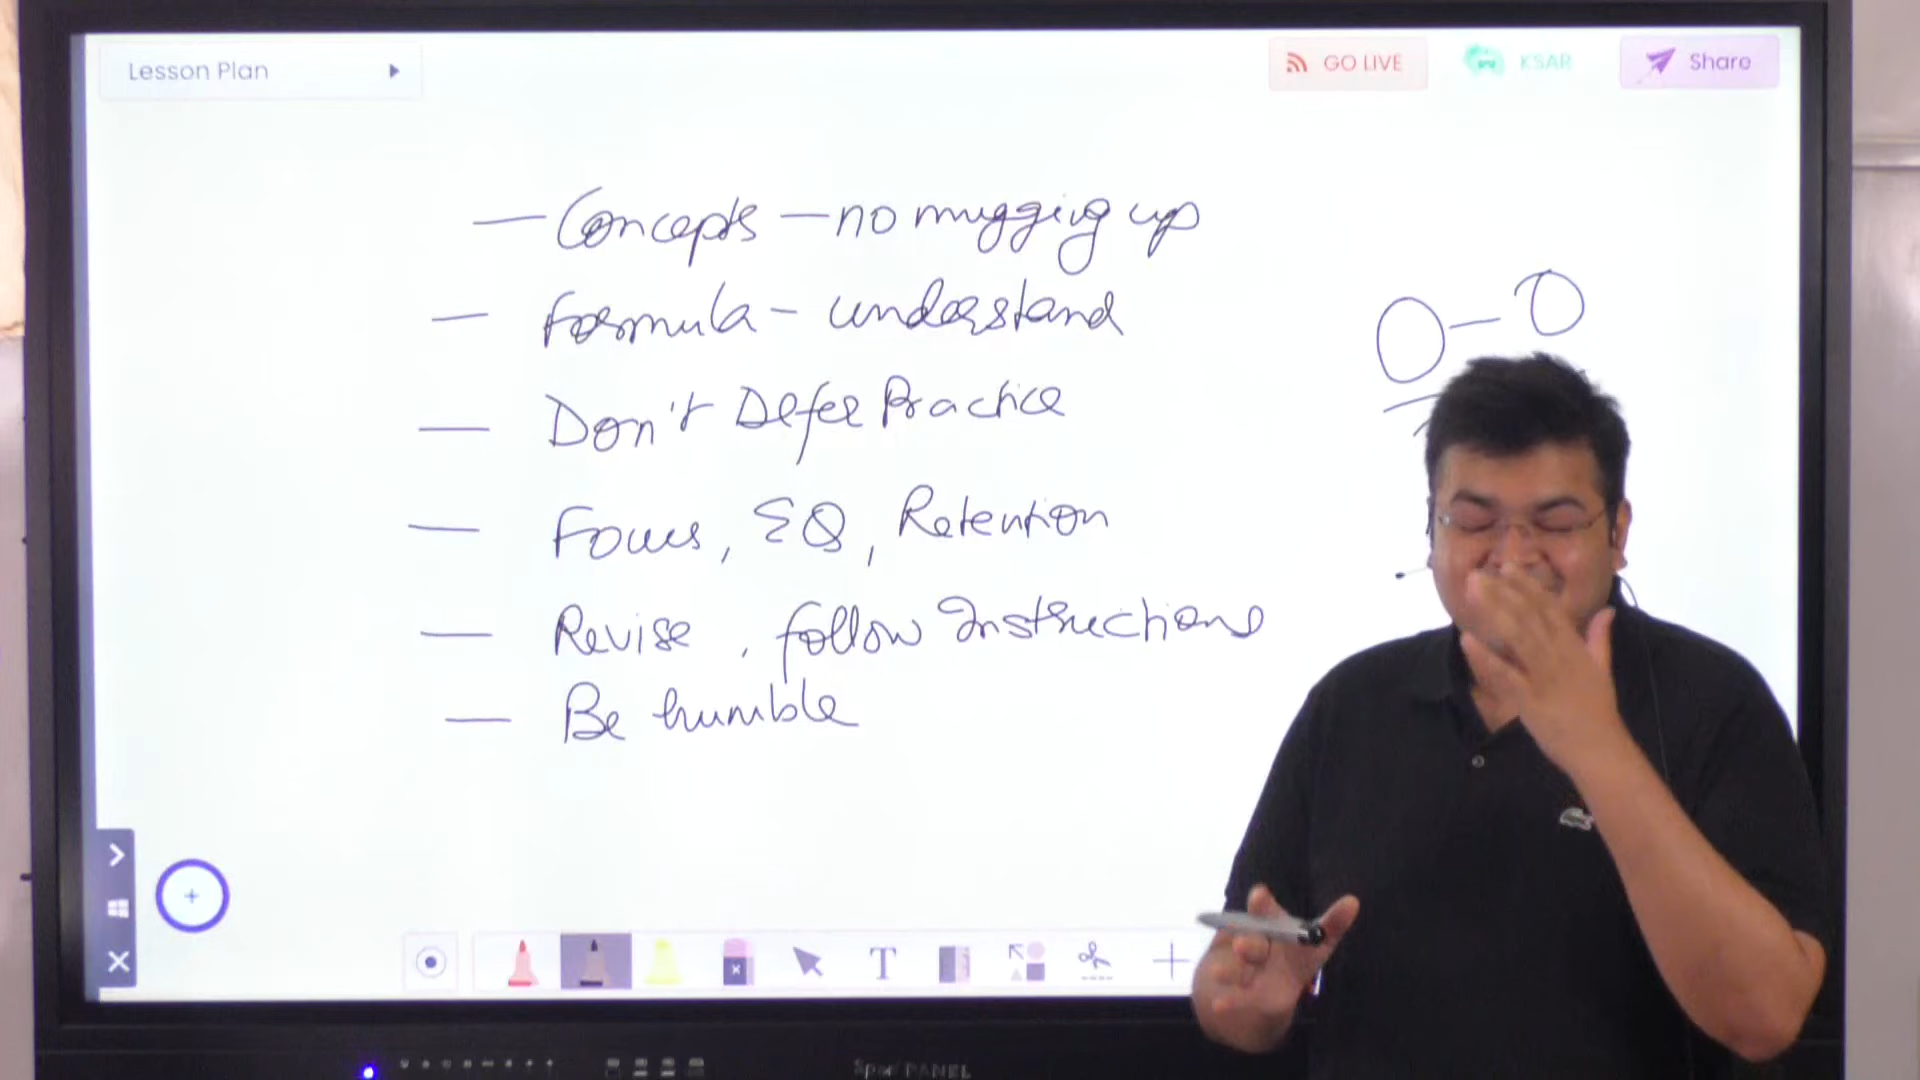 Lesson Plan
GO LIVE
KSAR
Share
— Concepts — no mugging up
— Formula - understand
— Don't Defer Practice
— Focus, EQ, Retention
— Revise, follow Instructions
— Be humble
T
PANEL